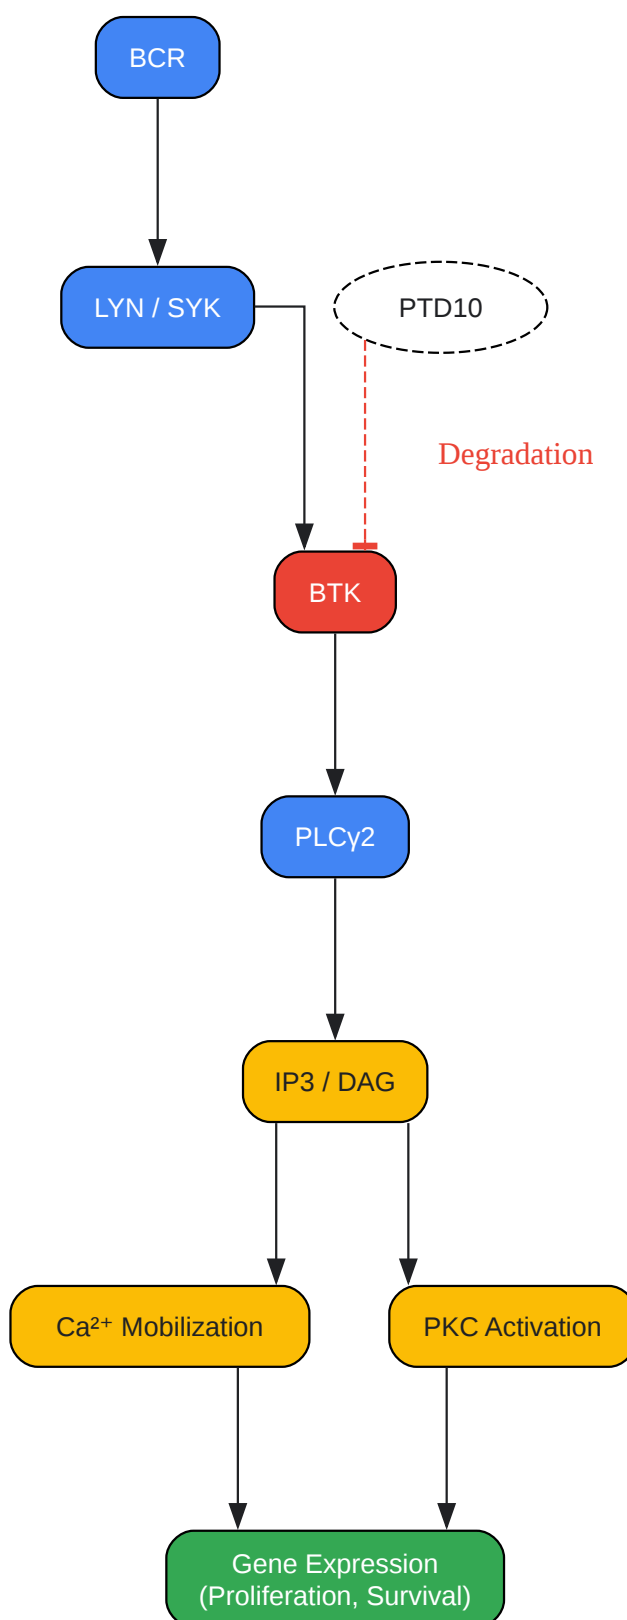 BCR
LYN / SYK
PTD10
Degradation
BTK
PLCγ2
IP3 / DAG
Ca²⁺ Mobilization
PKC Activation
Gene Expression
(Proliferation, Survival)